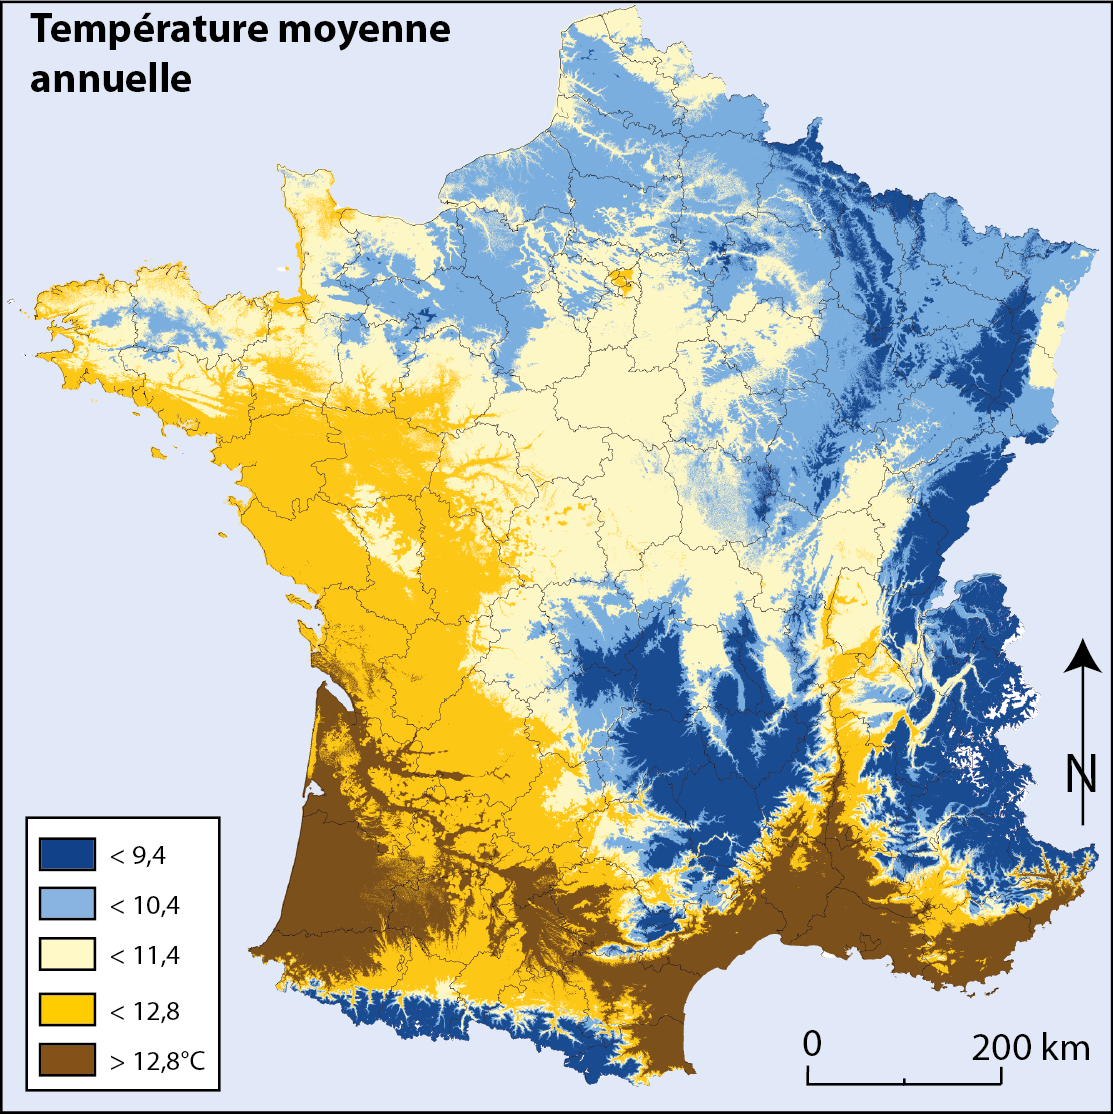 Température moyenne
annuelle
< 9,4
< 10,4
< 11,4
< 12,8
> 12,8°C
N
0
200 km